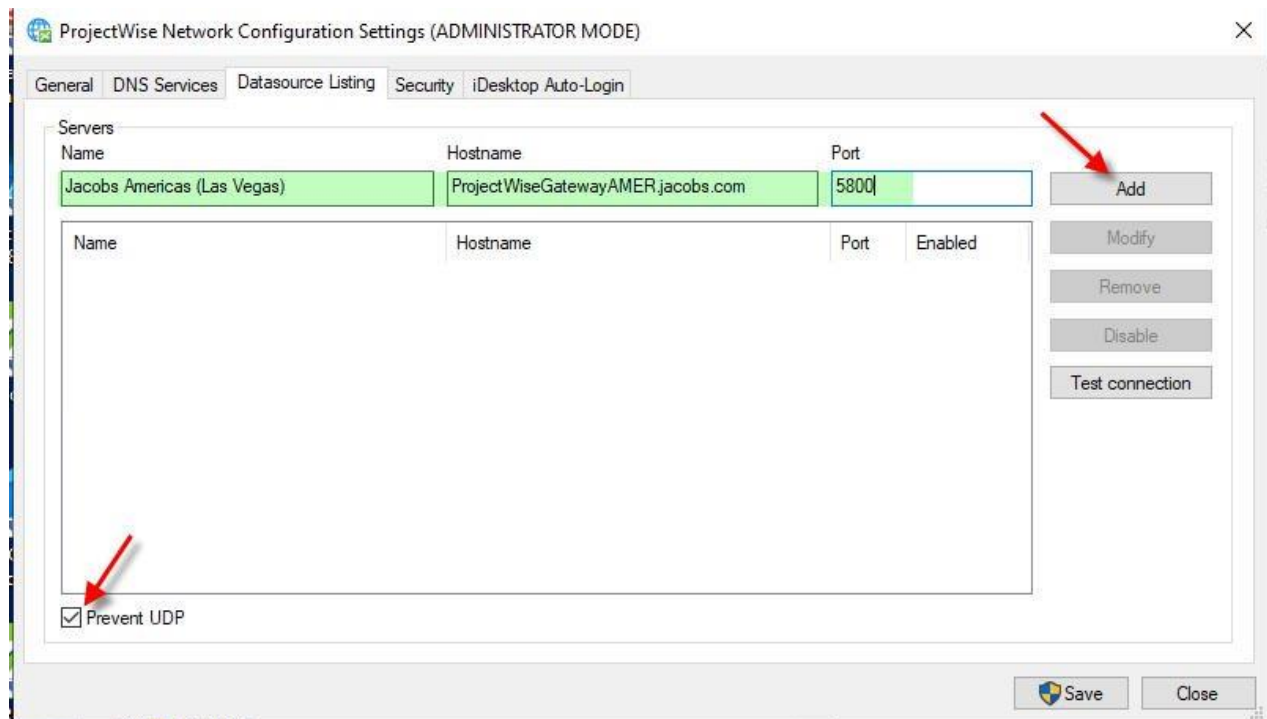 ProjectWise Network Configuration Settings (ADMINISTRATOR MODE)
General DNS Services Datasource Listing Security iDesktop Auto-Login
Servers
Name Hostname Port
Jacobs Americas (Las Vegas) ProjectWiseGatewayAMER.jacobs.com 5800 Add
Name Hostname Port Enabled Modify
Remove
Disable
Test connection
Prevent UDP
Save Close